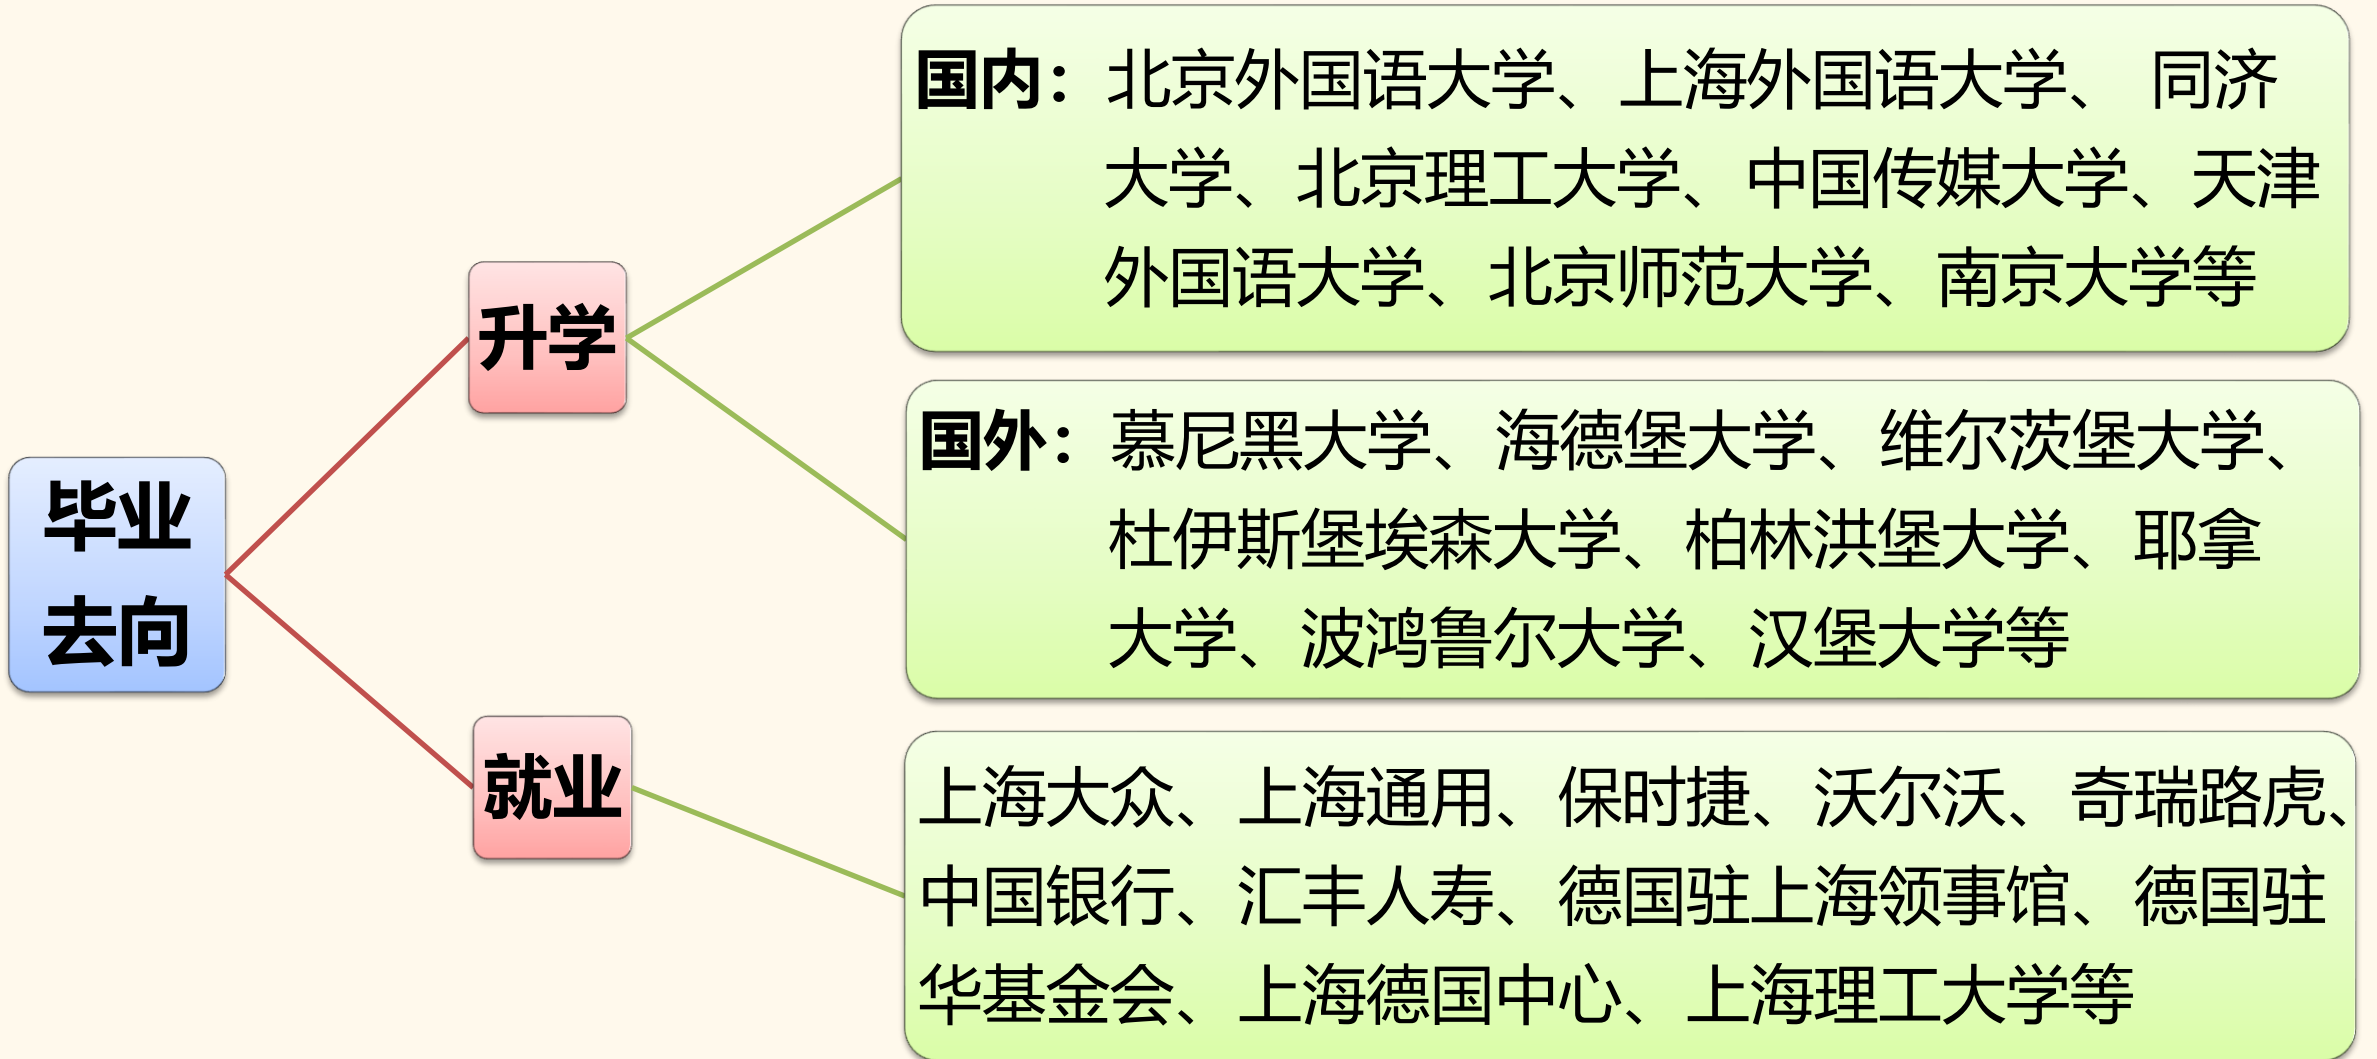 毕业
去向
升学
国内：北京外国语大学、上海外国语大学、 同济
大学、北京理工大学、中国传媒大学、天津
外国语大学、北京师范大学、南京大学等
国外：慕尼黑大学、海德堡大学、维尔茨堡大学、
杜伊斯堡埃森大学、柏林洪堡大学、耶拿
大学、波鸿鲁尔大学、汉堡大学等
就业
上海大众、上海通用、保时捷、沃尔沃、奇瑞路虎、
中国银行、汇丰人寿、德国驻上海领事馆、德国驻
华基金会、上海德国中心、上海理工大学等